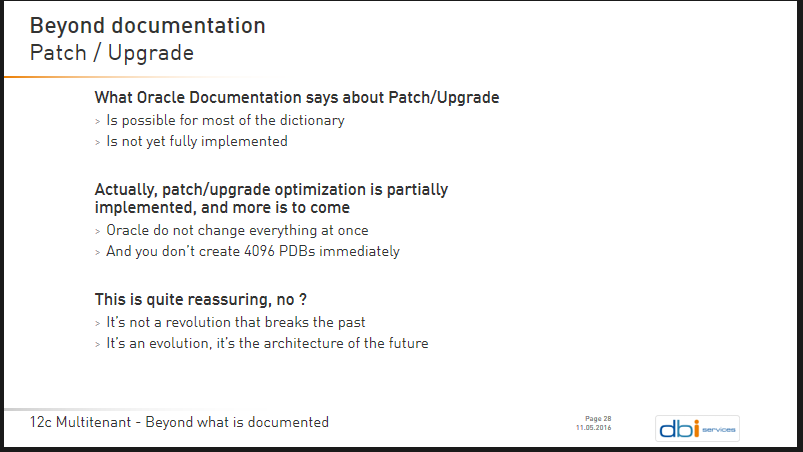 Beyond documentation
Patch / Upgrade
What Oracle Documentation says about Patch/Upgrade
> Is possible for most of the dictionary
> Is not yet fully implemented
Actually, patch/upgrade optimization is partially
implemented, and more is to come
> Oracle do not change everything at once
> And you don't create 4096 PDBs immediately
This is quite reassuring, no ?
> It's not a revolution that breaks the past
> It's an evolution, it's the architecture of the future
12c Multitenant - Beyond what is documented
Page 28
11.05.2016
dbi services